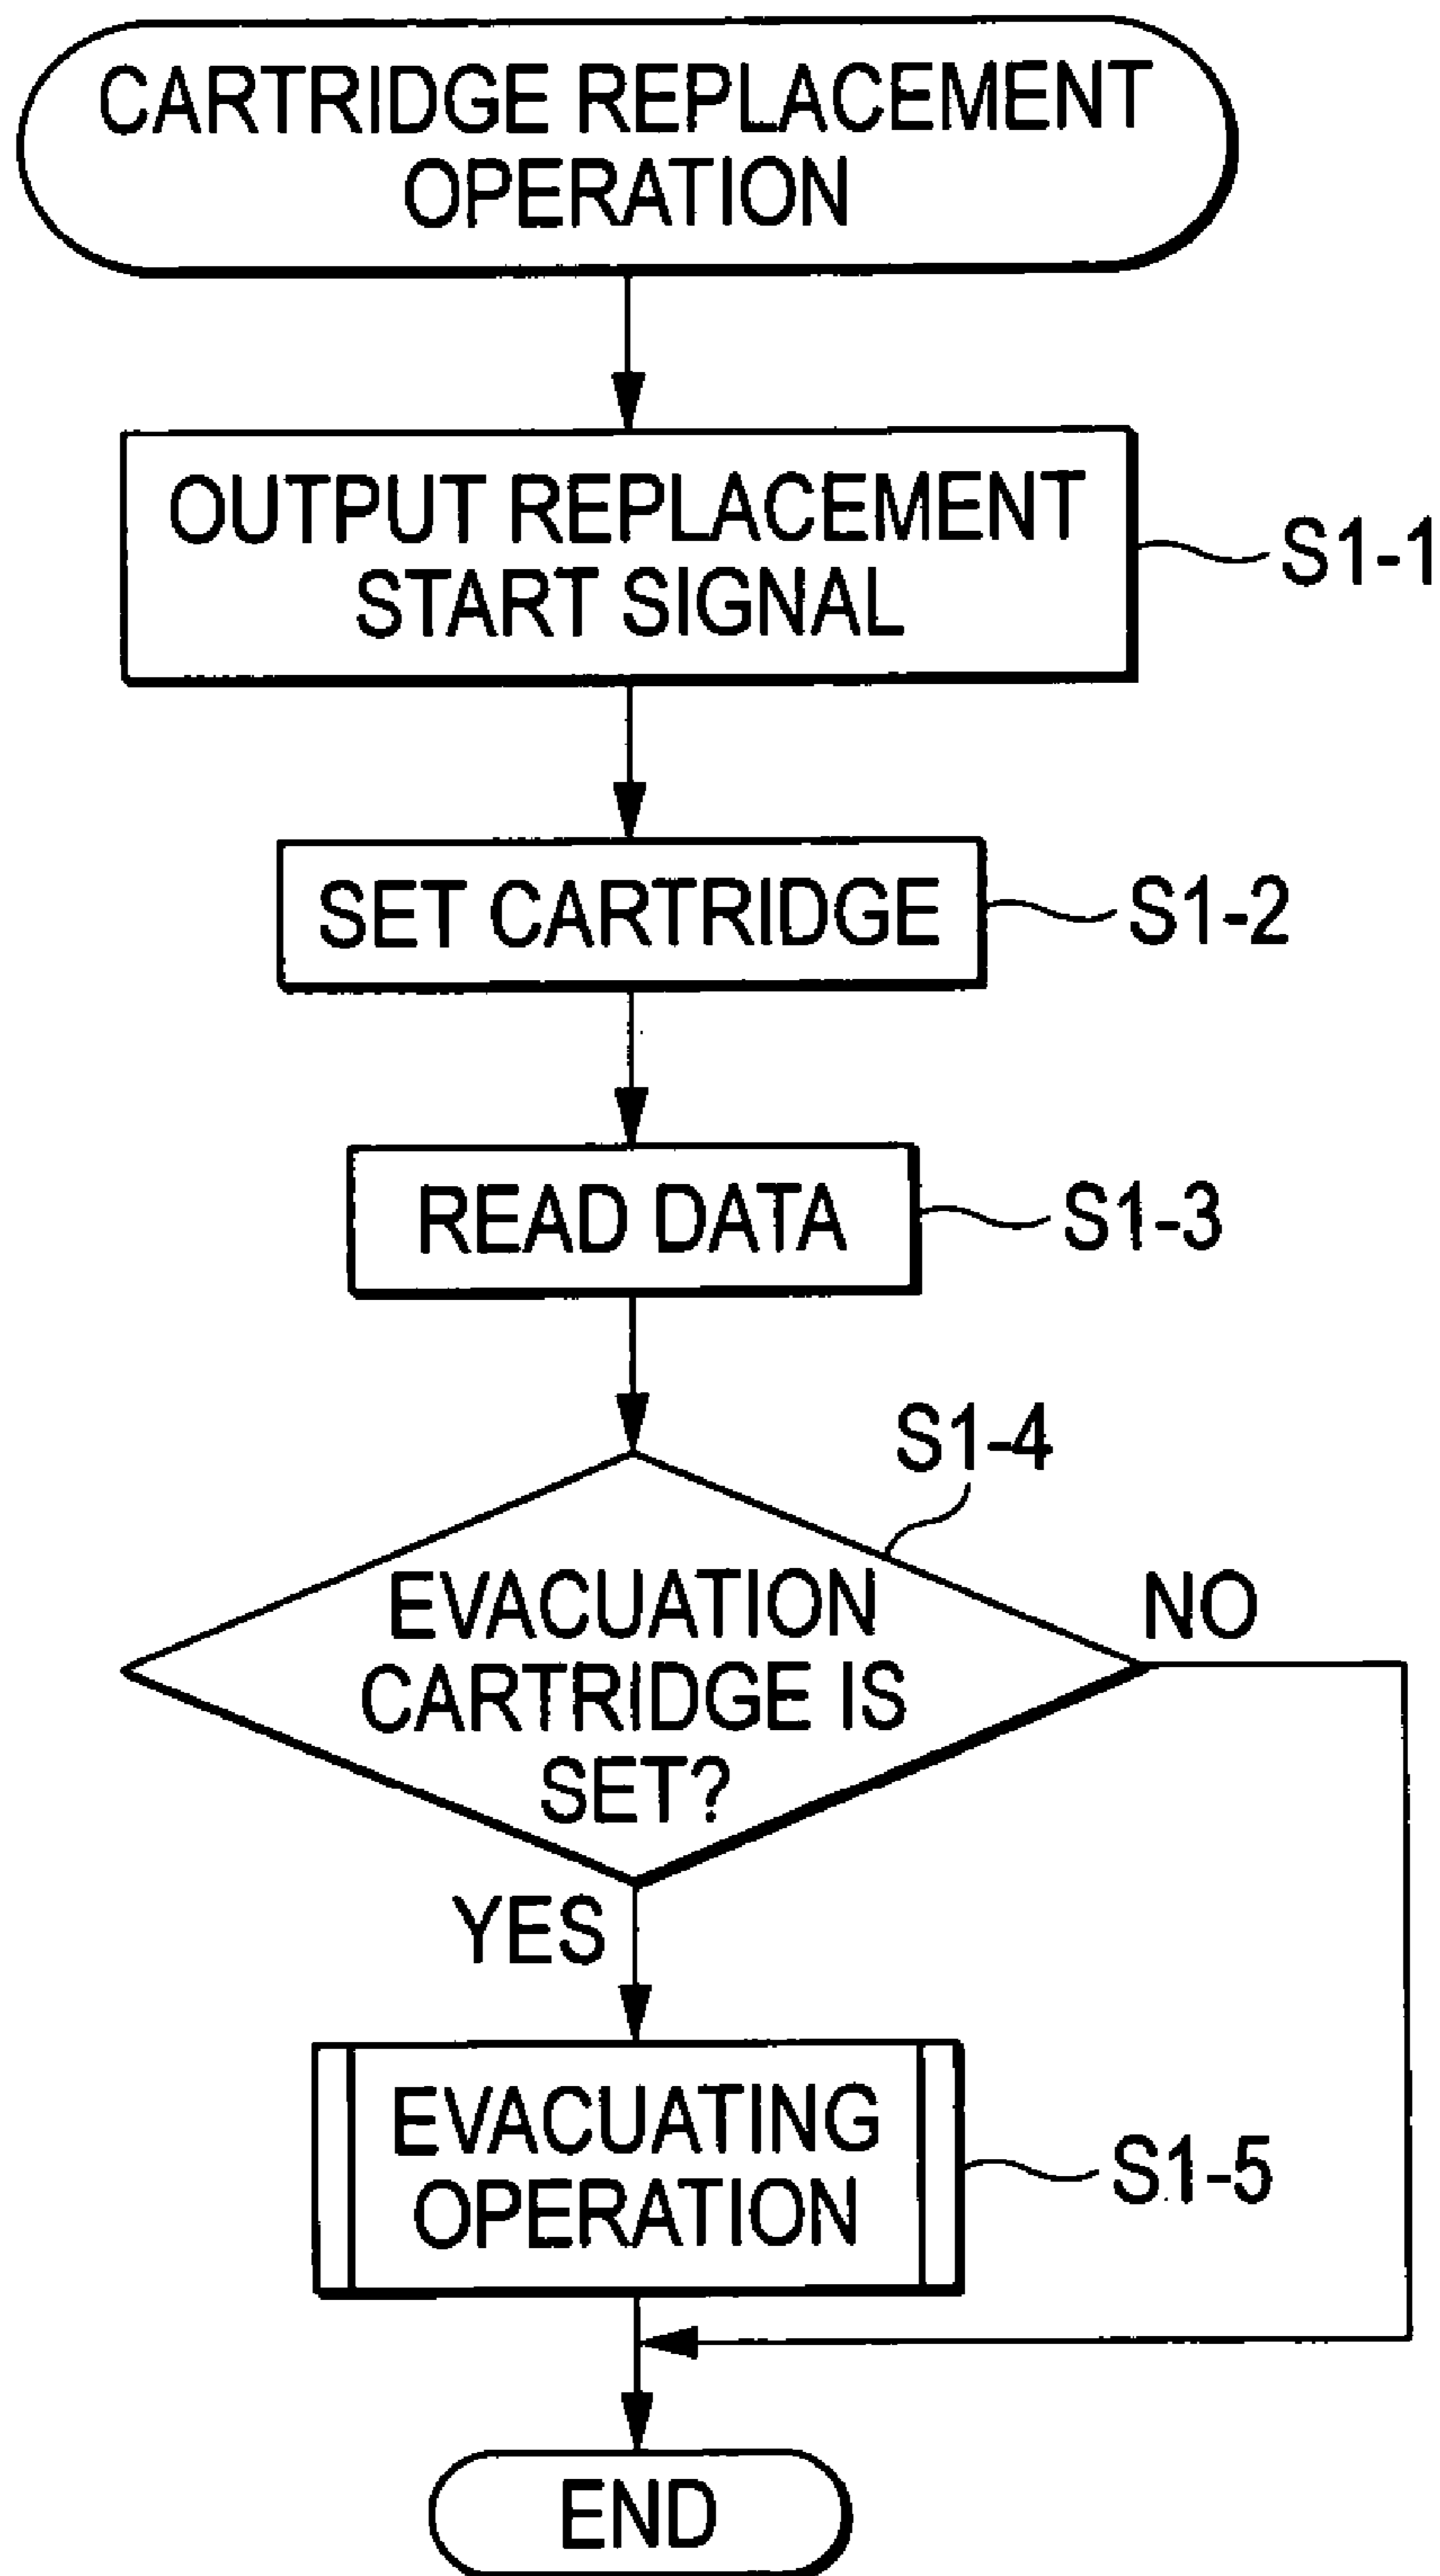 CARTRIDGE REPLACEMENT
OPERATION
OUTPUT REPLACEMENT
START SIGNAL
S1-1
SET CARTRIDGE
S1-2
READ DATA
S1-3
S1-4
EVACUATION
CARTRIDGE IS
SET?
NO
YES
EVACUATING
OPERATION
S1-5
END